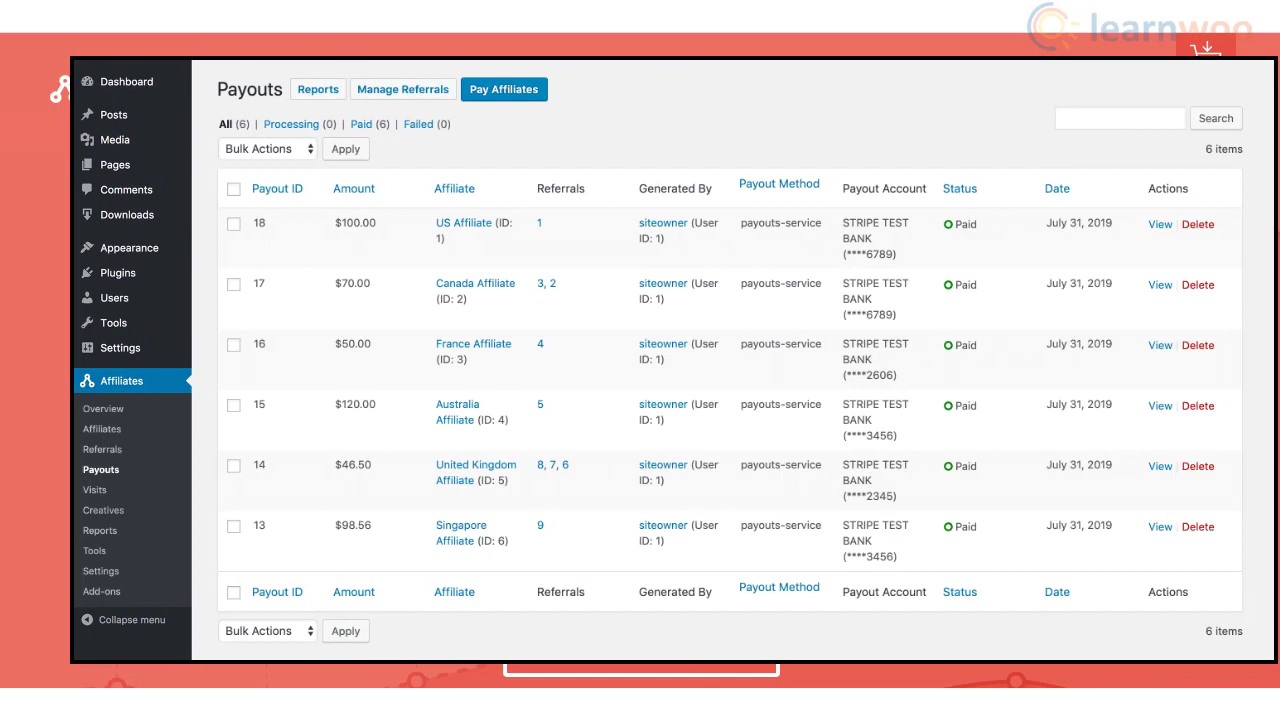 learnwoo
Dashboard
Posts
Media
Pages
Comments
Downloads
Appearance
Plugins
Users
Tools
Settings
Affiliates
Overview
Affiliates
Referrals
Payouts
Visits
Creatives
Reports
Tools
Settings
Add-ons
Collapse menu
Payouts Reports Manage Referrals Pay Affiliates
All (6) | Processing (0) | Paid (6) | Failed (0)
Search
Bulk Actions Apply 6 items
Payout ID Amount Affiliate Referrals Generated By Payout Method Payout Account Status Date Actions
18 $100.00 US Affiliate (ID: 1 siteowner (User payouts-service STRIPE TEST Paid July 31, 2019 View | Delete
1) ID: 1) BANK
(****6789)
17 $70.00 Canada Affiliate 3, 2 siteowner (User payouts-service STRIPE TEST Paid July 31, 2019 View | Delete
(ID: 2) ID: 1) BANK
(****6789)
16 $50.00 France Affiliate 4 siteowner (User payouts-service STRIPE TEST Paid July 31, 2019 View | Delete
(ID: 3) ID: 1) BANK
(****2606)
15 $120.00 Australia 5 siteowner (User payouts-service STRIPE TEST Paid July 31, 2019 View | Delete
Affiliate (ID: 4) ID: 1) BANK
(****3456)
14 $46.50 United Kingdom 8, 7, 6 siteowner (User payouts-service STRIPE TEST Paid July 31, 2019 View | Delete
Affiliate (ID: 5) ID: 1) BANK
(****2345)
13 $98.56 Singapore 9 siteowner (User payouts-service STRIPE TEST Paid July 31, 2019 View | Delete
Affiliate (ID: 6) ID: 1) BANK
(****3456)
Payout ID Amount Affiliate Referrals Generated By Payout Method Payout Account Status Date Actions
Bulk Actions Apply 6 items